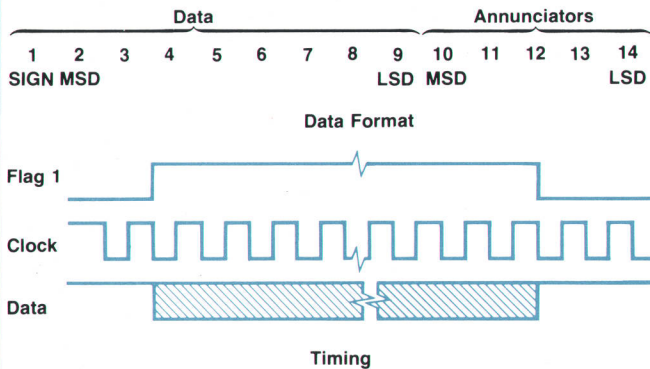 Data Annunciators
1 2 3 4 5 6 7 8 9 10 11 12 13 14
SIGN MSD LSD MSD LSD
Data Format
Flag 1
Clock
Data
Timing